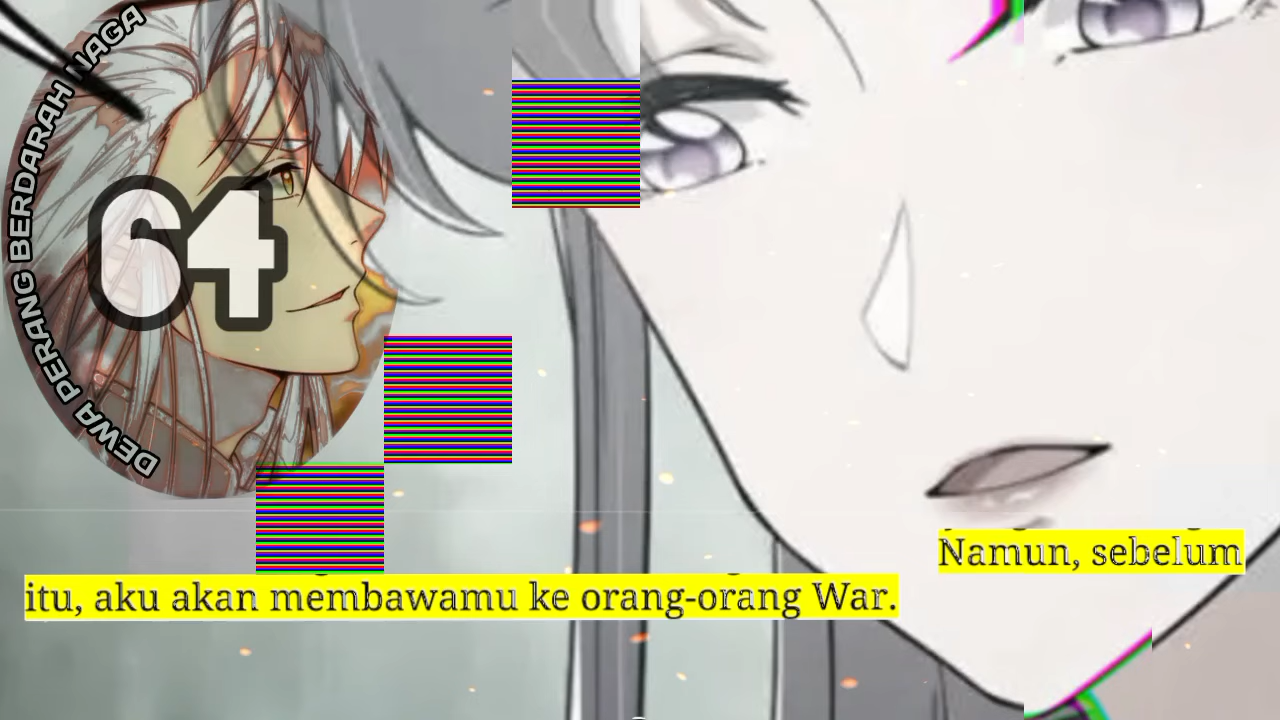 DEWA PERANG BERDARAH NAGA
64
Namun, sebelum
itu, aku akan membawamu ke orang-orang War.